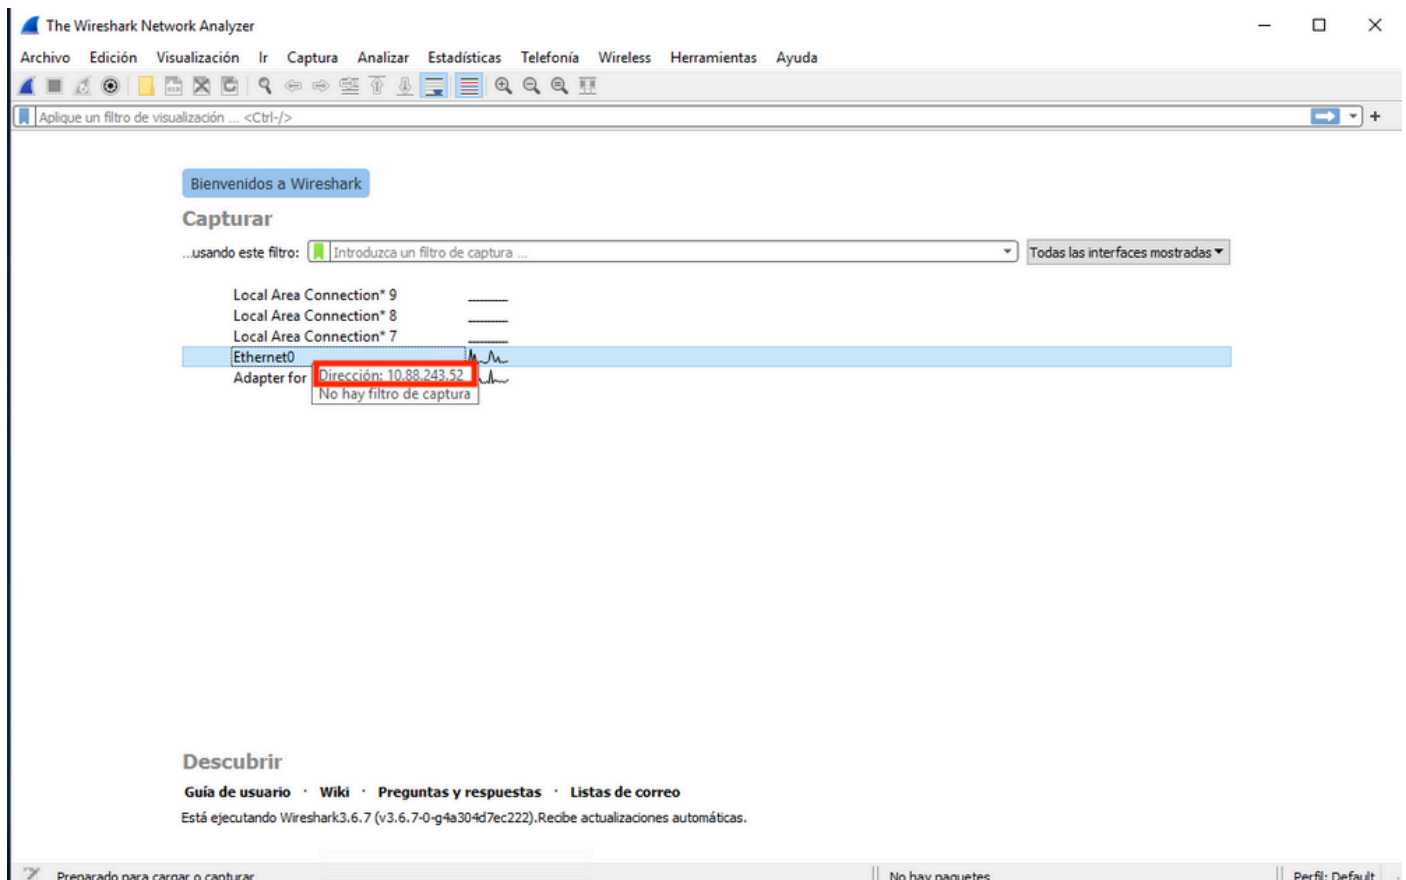 The Wireshark Network Analyzer
Archivo Edición Visualización Ir Captura Analizar Estadísticas Telefonía Wireless Herramientas Ayuda
Aplique un filtro de visualización ... <Ctrl-/>
Bienvenidos a Wireshark
Capturar
...usando este filtro: Introduzca un filtro de captura ... Todas las interfaces mostradas
Local Area Connection* 9
Local Area Connection* 8
Local Area Connection* 7
Ethernet0
Adapter for
Dirección: 10.88.243.52
No hay filtro de captura
Descubrir
Guía de usuario · Wiki · Preguntas y respuestas · Listas de correo
Está ejecutando Wireshark3.6.7 (v3.6.7-0-g4a304d7ec222).Recibe actualizaciones automáticas.
Preparado para cargar o capturar No hay paquetes Perfil: Default